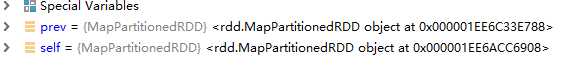 Special Variables
prev = {MapPartitionedRDD} <rdd.MapPartitionedRDD object at 0x000001EE6C33E788>
self = {MapPartitionedRDD} <rdd.MapPartitionedRDD object at 0x000001EE6ACC6908>